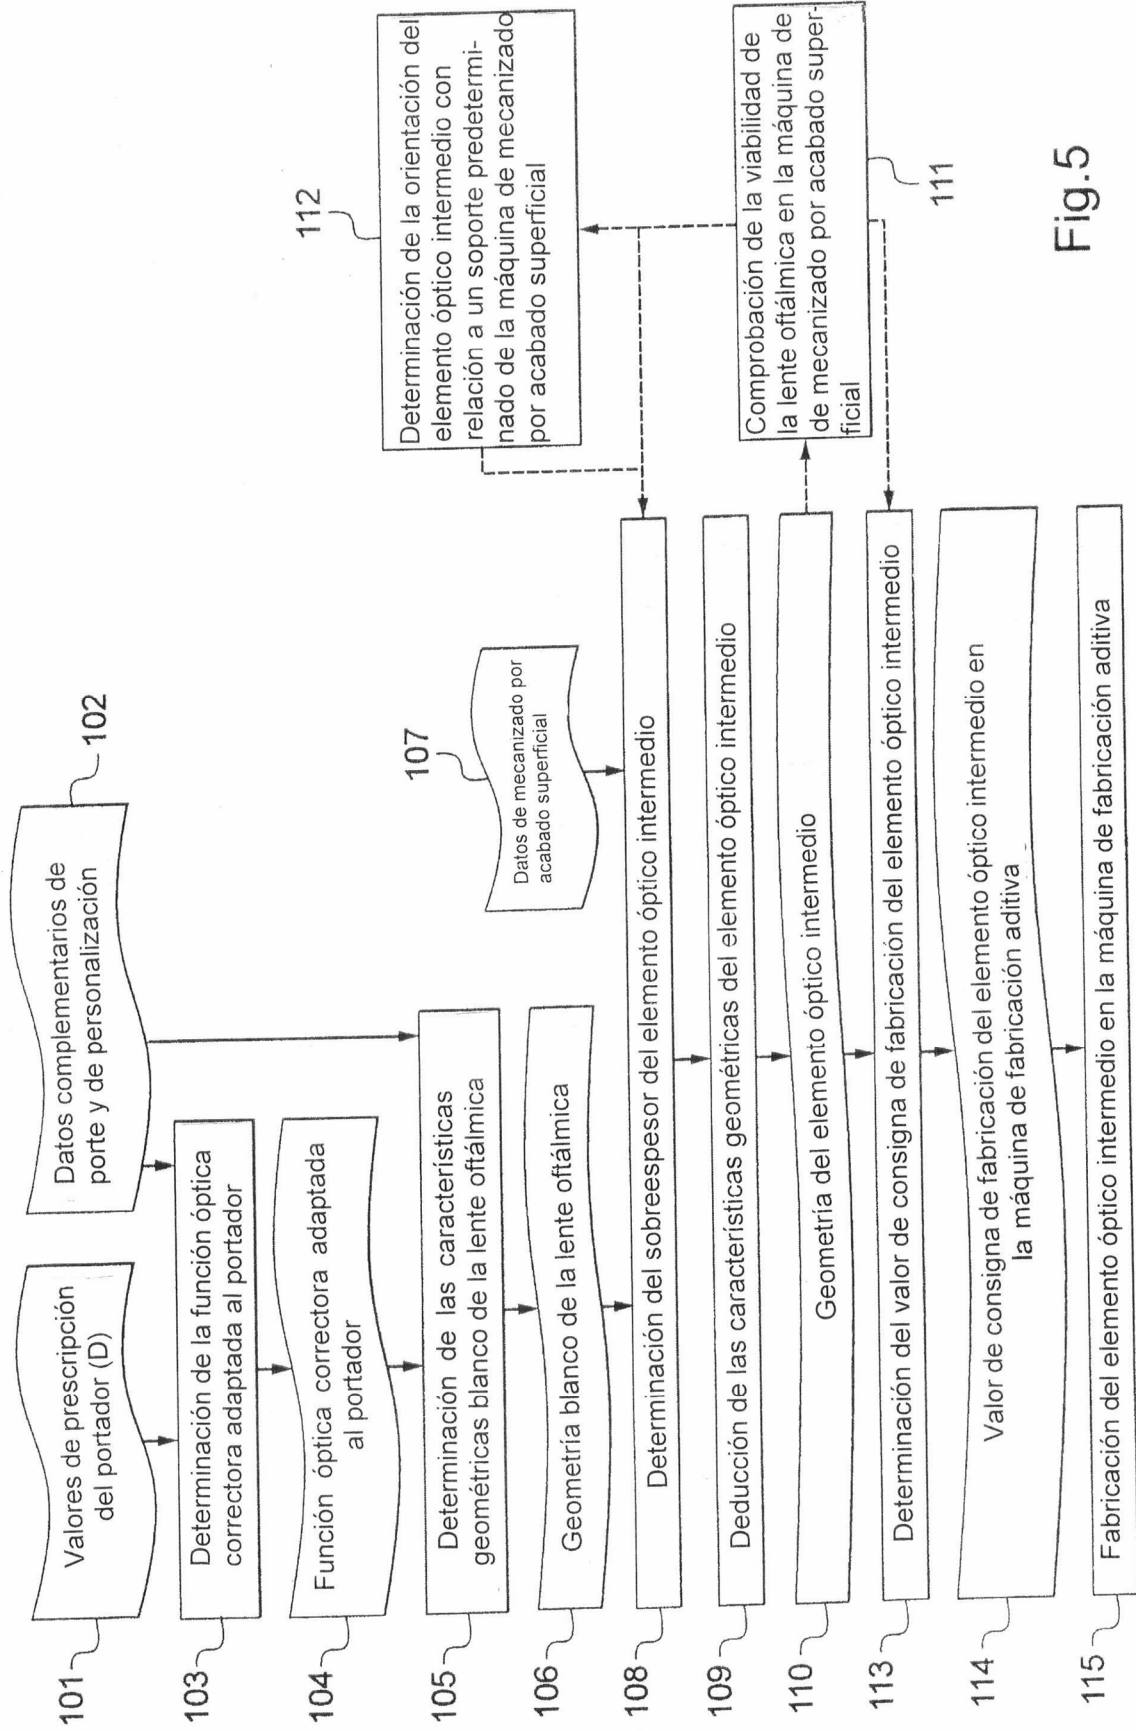 101
Valores de prescripción
del portador (D)
Datos complementarios de
porte y de personalización
102
103
Determinación de la función óptica
correctora adaptada al portador
104
Función óptica correctora adaptada
al portador
105
Determinación de las características
geométricas blanco de la lente oftálmica
106
Geometría blanco de la lente oftálmica
107
Datos de mecanizado por
acabado superficial
108
Determinación del sobreespesor del elemento óptico intermedio
109
Deducción de las características geométricas del elemento óptico intermedio
110
Geometría del elemento óptico intermedio
112
Determinación de la orientación del
elemento óptico intermedio con
relación a un soporte predetermi-
nado de la máquina de mecanizado
por acabado superficial
Comprobación de la viabilidad de
la lente oftálmica en la máquina de
de mecanizado por acabado super-
ficial
111
113
Determinación del valor de consigna de fabricación del elemento óptico intermedio
114
Valor de consigna de fabricación del elemento óptico intermedio en
la máquina de fabricación aditiva
115
Fabricación del elemento óptico intermedio en la máquina de fabricación aditiva
Fig.5